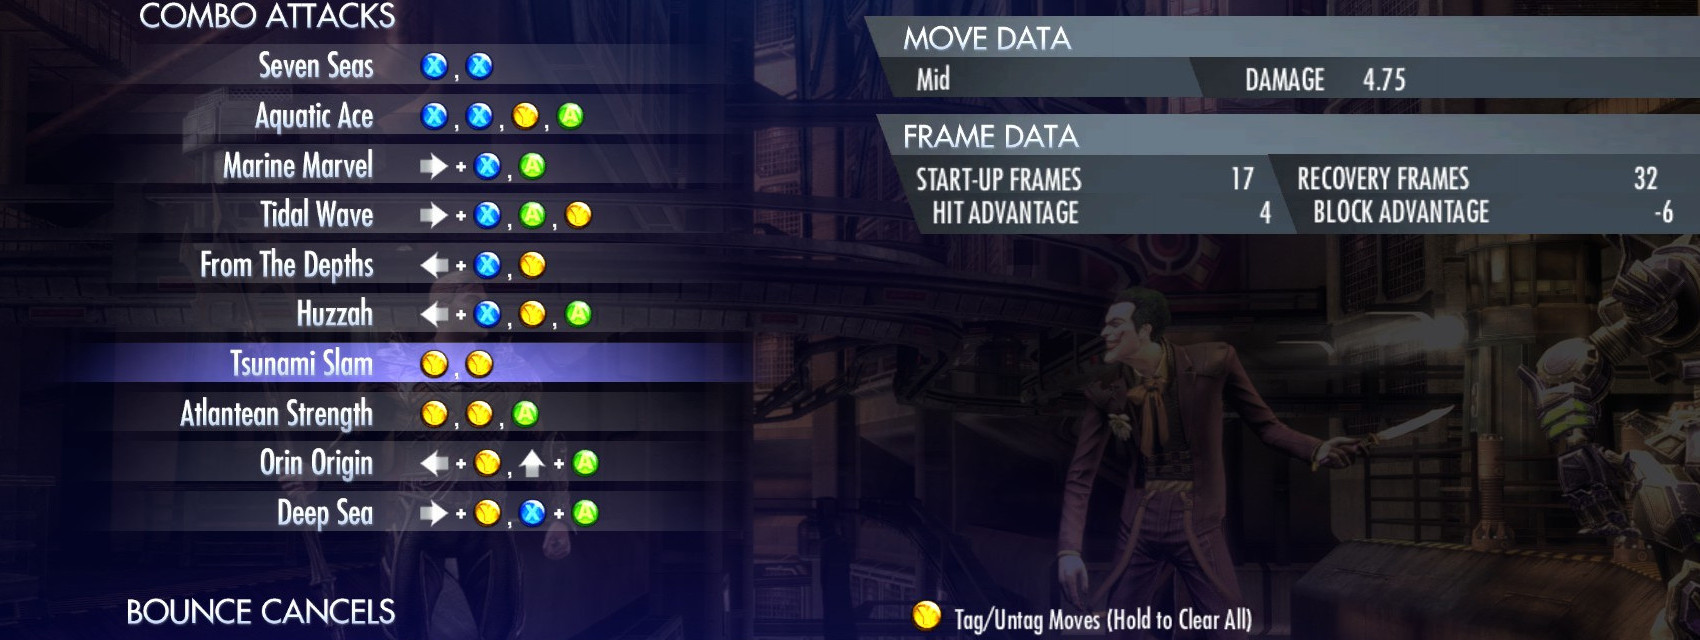 COMBO ATTACKS
Seven Seas X , X
Aquatic Ace X , X , Y , A
Marine Marvel + X , A
Tidal Wave + X , A , Y
From The Depths + X , Y
Huzzah + X , Y , A
Tsunami Slam Y , Y
Atlantean Strength Y , Y , A
Orin Origin + Y , + A
Deep Sea + Y , X + A
BOUNCE CANCELS
MOVE DATA
Mid DAMAGE 4.75
FRAME DATA
START-UP FRAMES 17 RECOVERY FRAMES 32
HIT ADVANTAGE 4 BLOCK ADVANTAGE -6
Y Tag/Untag Moves (Hold to Clear All)